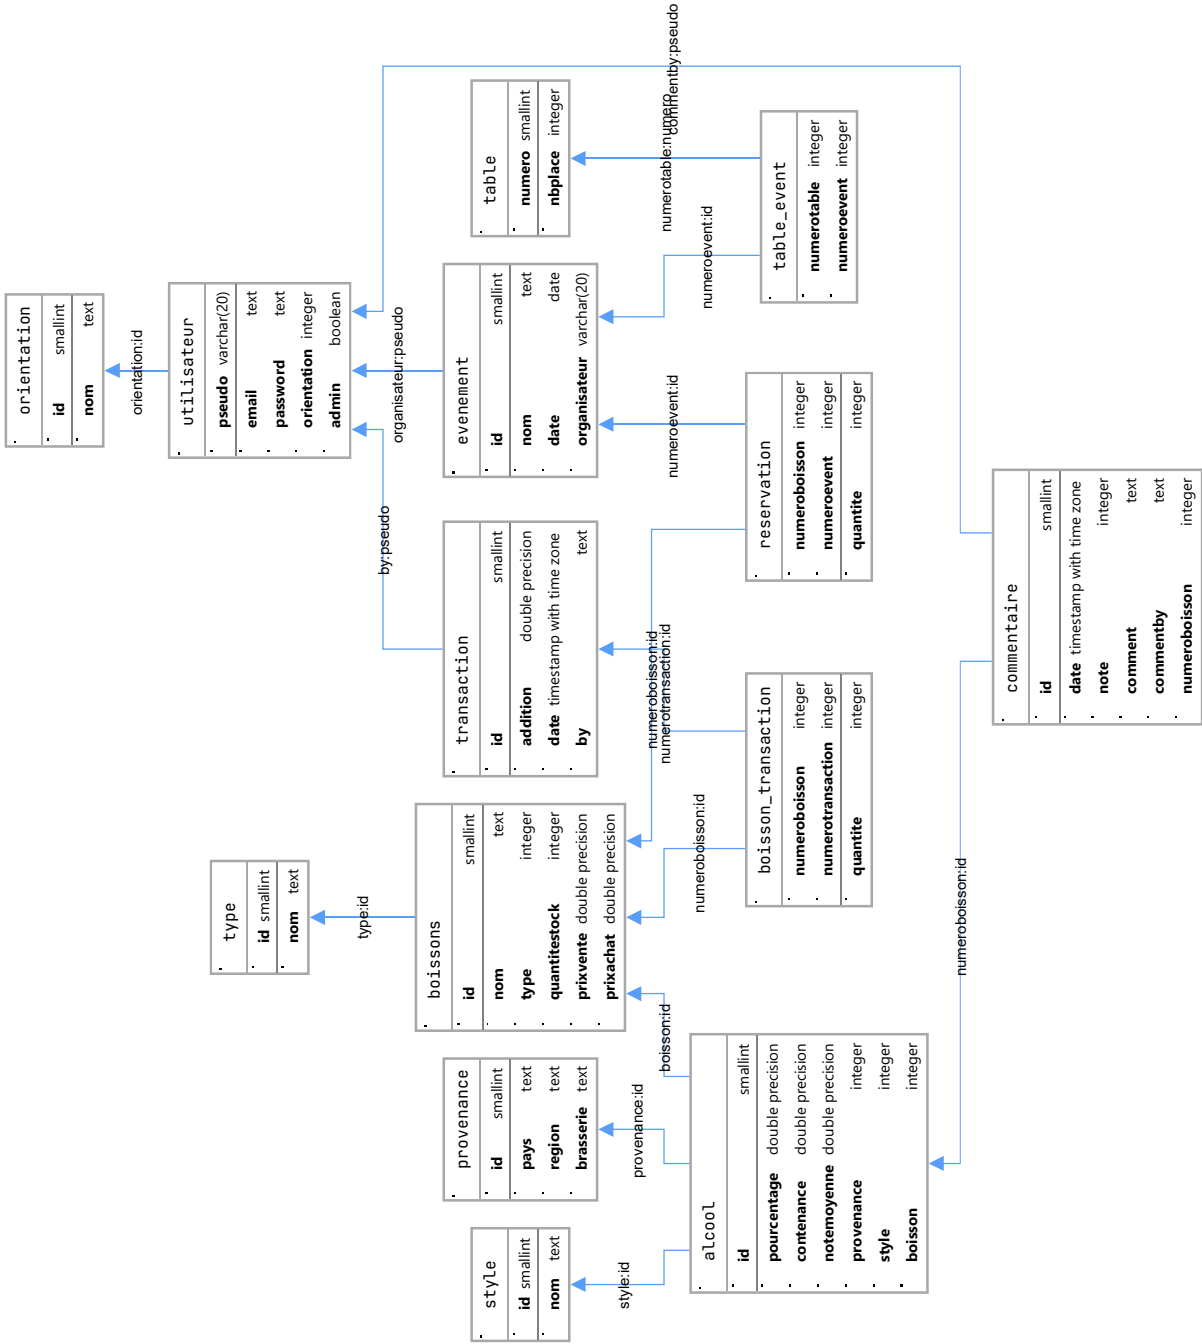 orientation
id smallint
nom text
orientation:id
utilisateur
pseudo varchar(20)
email text
password text
orientation integer
admin boolean
by:pseudo
organisateur:pseudo
commentby:pseudo
type
id smallint
nom text
type:id
style
id smallint
nom text
style:id
provenance
id smallint
pays text
region text
brasserie text
provenance:id
boissons
id smallint
nom text
type integer
quantitestock integer
prixvente double precision
prixachat double precision
boisson:id
numeroboisson:id
numeroboisson:id
transaction
id smallint
addition double precision
date timestamp with time zone
by text
numerotransaction:id
evenement
id smallint
nom text
date date
organisateur varchar(20)
numeroevent:id
numeroevent:id
table
numero smallint
nbplace integer
numerotable:numero
alcool
id smallint
pourcentage double precision
contenance double precision
notemoyenne double precision
provenance integer
style integer
boisson integer
numeroboisson:id
boisson_transaction
numeroboisson integer
numerotransaction integer
quantite integer
reservation
numeroboisson integer
numeroevent integer
quantite integer
table_event
numerotable integer
numeroevent integer
commentaire
id smallint
date timestamp with time zone
note integer
comment text
commentby text
numeroboisson integer